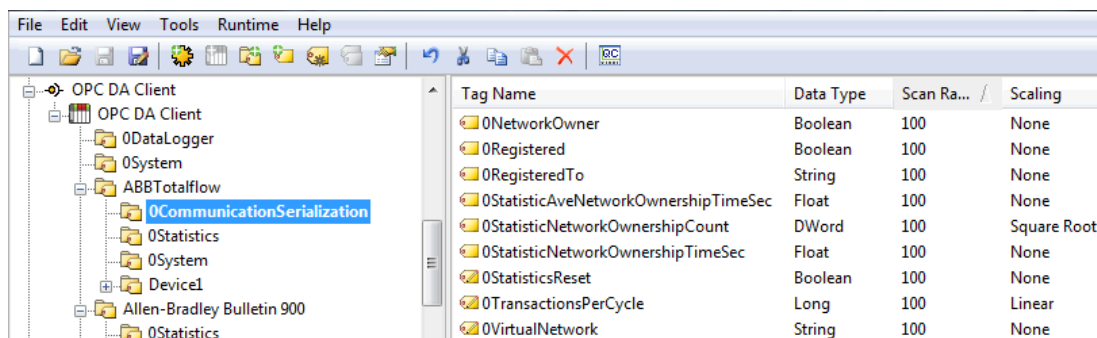 File Edit View Tools Runtime Help
QC
OPC DA Client
OPC DA Client
0DataLogger
0System
ABBTotalflow
0CommunicationSerialization
0Statistics
0System
Device1
Allen-Bradley Bulletin 900
0Statistics
Tag Name Data Type Scan Ra... Scaling
0NetworkOwner Boolean 100 None
0Registered Boolean 100 None
0RegisteredTo String 100 None
0StatisticAveNetworkOwnershipTimeSec Float 100 None
0StatisticNetworkOwnershipCount DWord 100 Square Root
0StatisticNetworkOwnershipTimeSec Float 100 None
0StatisticsReset Boolean 100 None
0TransactionsPerCycle Long 100 Linear
0VirtualNetwork String 100 None